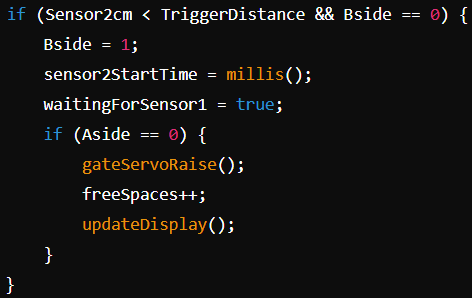 if (Sensor2cm < TriggerDistance && Bside == 0) {
    Bside = 1;
    sensor2StartTime = millis();
    waitingForSensor1 = true;
    if (Aside == 0) {
        gateServoRaise();
        freeSpaces++;
        updateDisplay();
    }
}